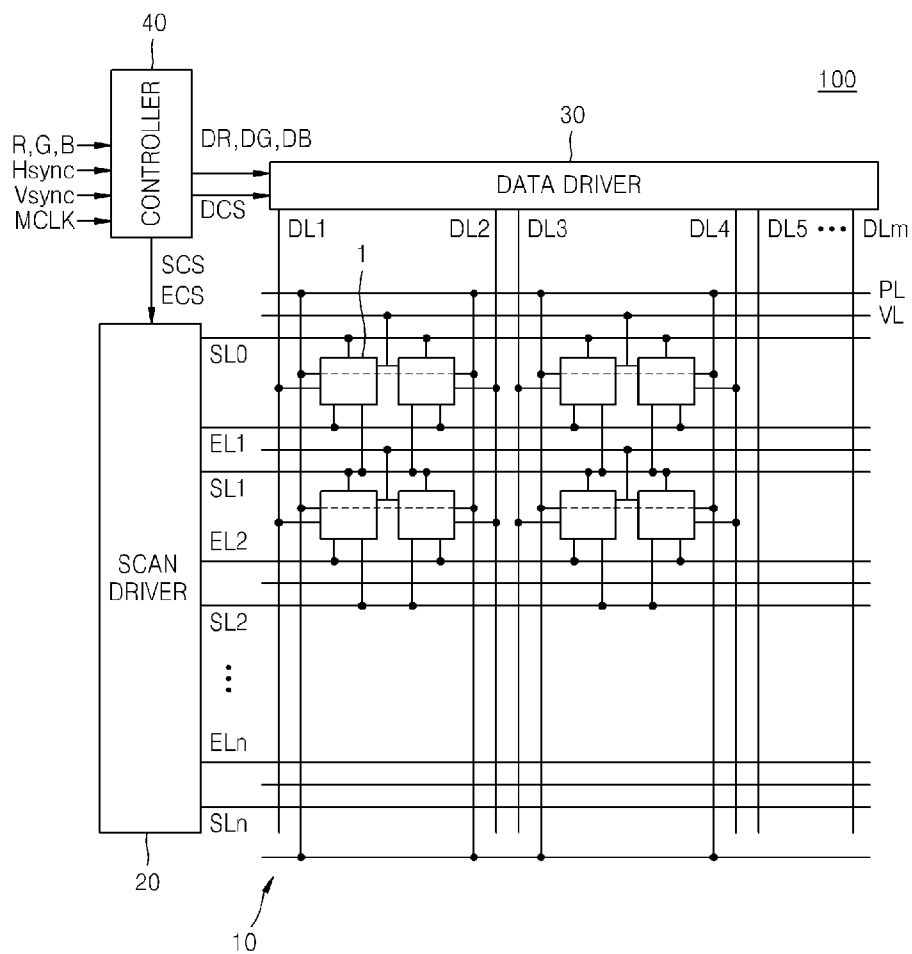 40
100
CONTROLLER
R,G,B
Hsync
Vsync
MCLK
DR,DG,DB
DCS
30
DATA DRIVER
DL1 DL2 DL3 DL4 DL5 ••• DLm
SCS
ECS
1
PL
VL
SL0
EL1
SL1
EL2
SCAN
DRIVER
SL2
⋮
ELn
SLn
20
10